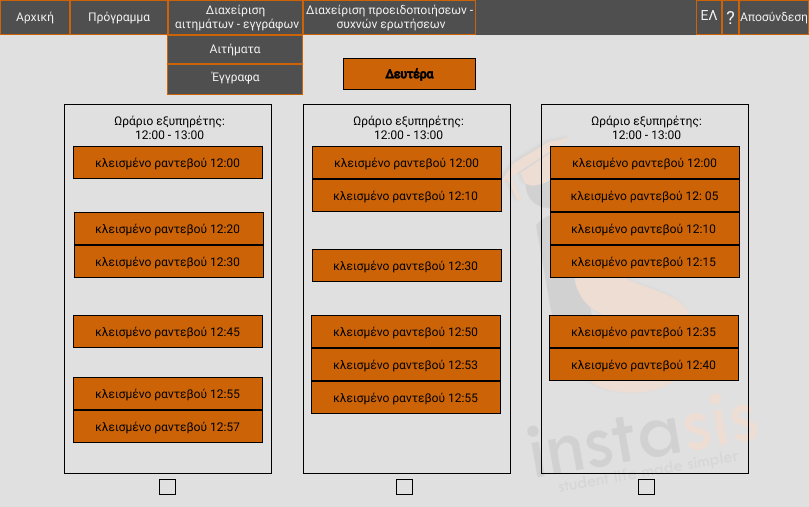 Αρχική
Πρόγραμμα
Διαχείριση
αιτημάτων - εγγράφων
Διαχείριση προειδοποιήσεων -
συχνών ερωτήσεων
ΕΛ
?
Αποσύνδεση
Αιτήματα
Έγγραφα
Δευτέρα
Ωράριο εξυπηρέτης:
12:00 - 13:00
κλεισμένο ραντεβού 12:00
κλεισμένο ραντεβού 12:20
κλεισμένο ραντεβού 12:30
κλεισμένο ραντεβού 12:45
κλεισμένο ραντεβού 12:55
κλεισμένο ραντεβού 12:57
Ωράριο εξυπηρέτης:
12:00 - 13:00
κλεισμένο ραντεβού 12:00
κλεισμένο ραντεβού 12:10
κλεισμένο ραντεβού 12:30
κλεισμένο ραντεβού 12:50
κλεισμένο ραντεβού 12:53
κλεισμένο ραντεβού 12:55
Ωράριο εξυπηρέτης:
12:00 - 13:00
κλεισμένο ραντεβού 12:00
κλεισμένο ραντεβού 12: 05
κλεισμένο ραντεβού 12:10
κλεισμένο ραντεβού 12:15
κλεισμένο ραντεβού 12:35
κλεισμένο ραντεβού 12:40
instasis
student life made simpler